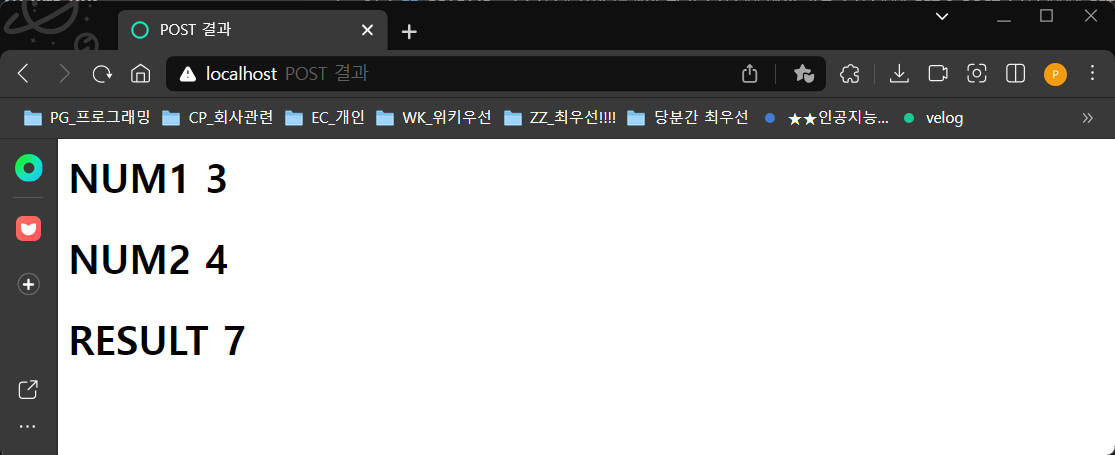 POST 결과
localhost POST 결과
P
PG_프로그래밍 CP_회사관련 EC_개인 WK_위키우선 ZZ_최우선!!!! 당분간 최우선 ★★인공지능... velog
NUM1 3
NUM2 4
RESULT 7